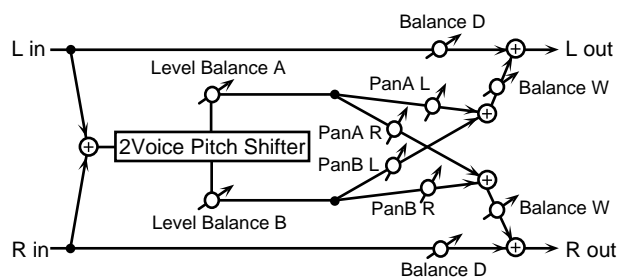 Balance D
L in
L out
Level Balance A
PanA L
Balance W
PanA R
2Voice Pitch Shifter
PanB L
Level Balance B
PanB R
Balance W
R in
R out
Balance D